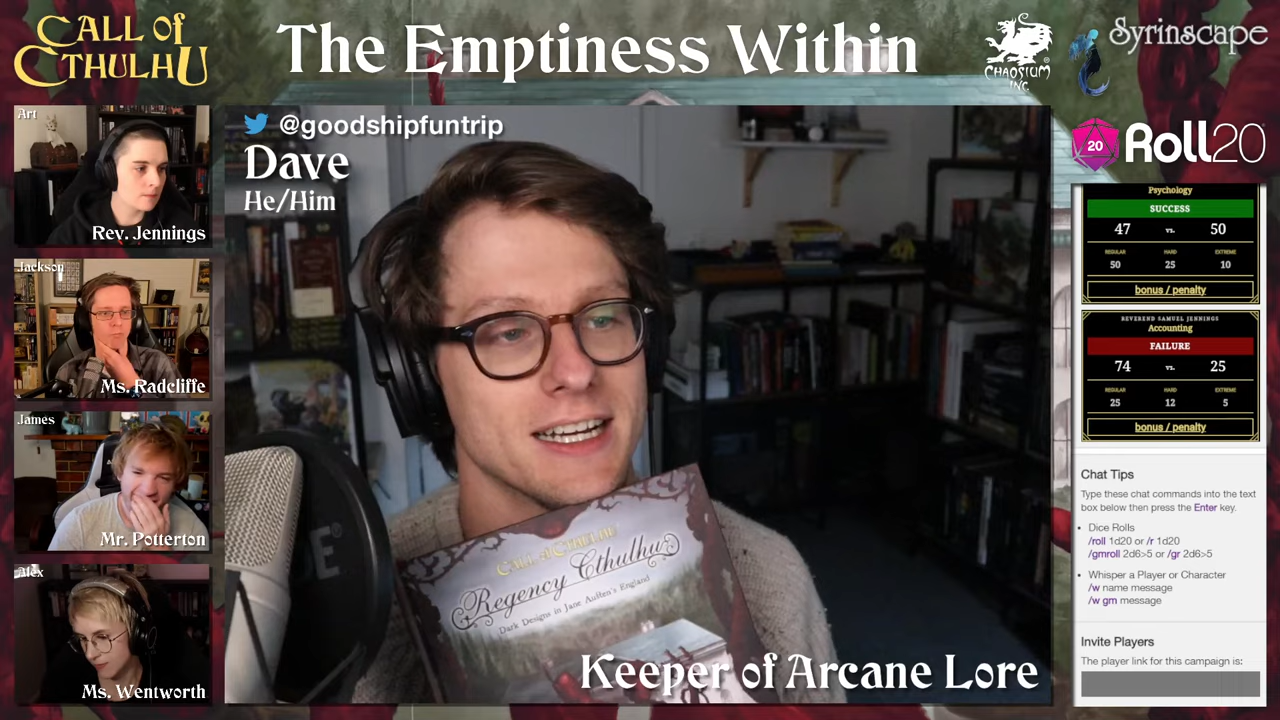 CALL of
CTHULHU
The Emptiness Within
CHAOSIUM
INC.
Syrinscape
20
Roll20
Art
Rev. Jennings
Jackson
Ms. Radcliffe
James
Mr. Potterton
Alex
Ms. Wentworth
@goodshipfuntrip
Dave
He/Him
CALL of CTHULHU
Regency Cthulhu
Dark Designs in Jane Austen's England
Keeper of Arcane Lore
Psychology
SUCCESS
47 vs. 50
REGULAR HARD EXTREME
50 25 10
bonus / penalty
REVEREND SAMUEL JENNINGS
Accounting
FAILURE
74 vs. 25
REGULAR HARD EXTREME
25 12 5
bonus / penalty
Chat Tips
Type these chat commands into the text
box below then press the Enter key.
• Dice Rolls
/roll 1d20 or /r 1d20
/gmroll 2d6>5 or /gr 2d6>5
• Whisper a Player or Character
/w name message
/w gm message
Invite Players
The player link for this campaign is: